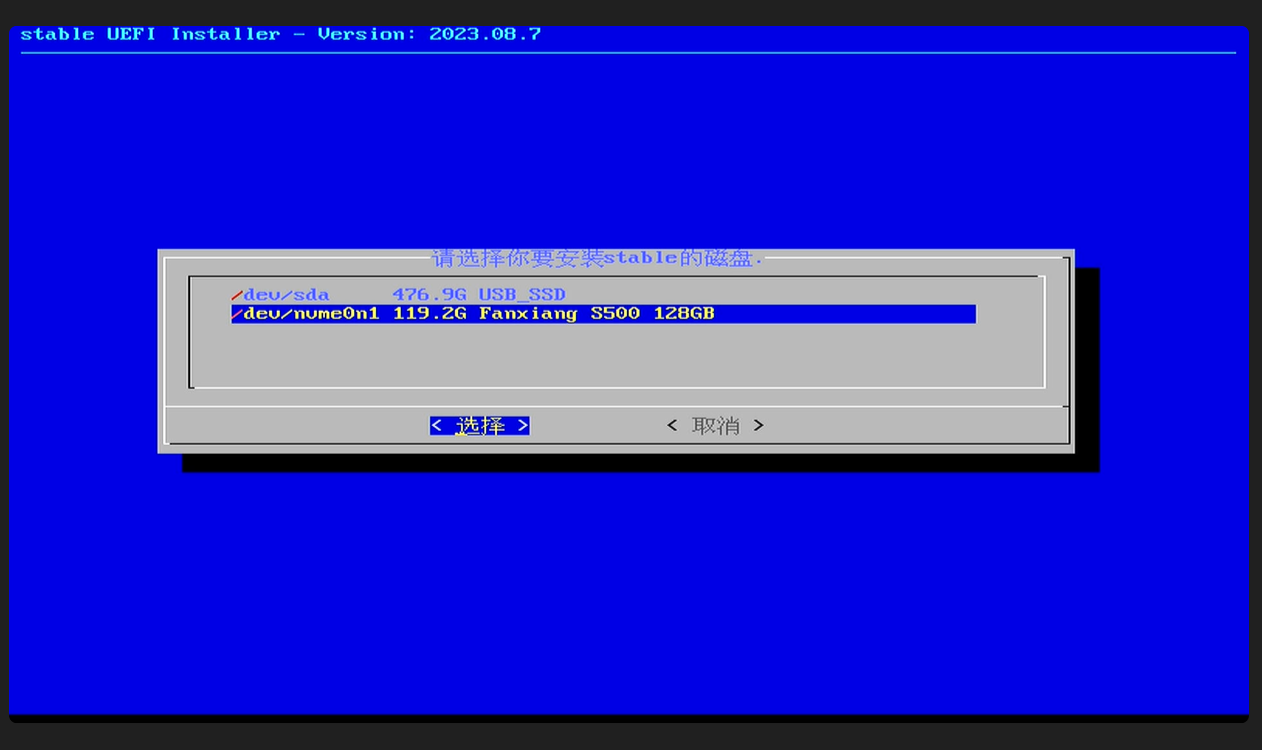 stable UEFI Installer - Version: 2023.08.7
请选择你要安装stable的磁盘.
/dev/sda 476.9G USB_SSD
/dev/nvme0n1 119.2G Fanxiang S500 128GB
< 选择 > < 取消 >